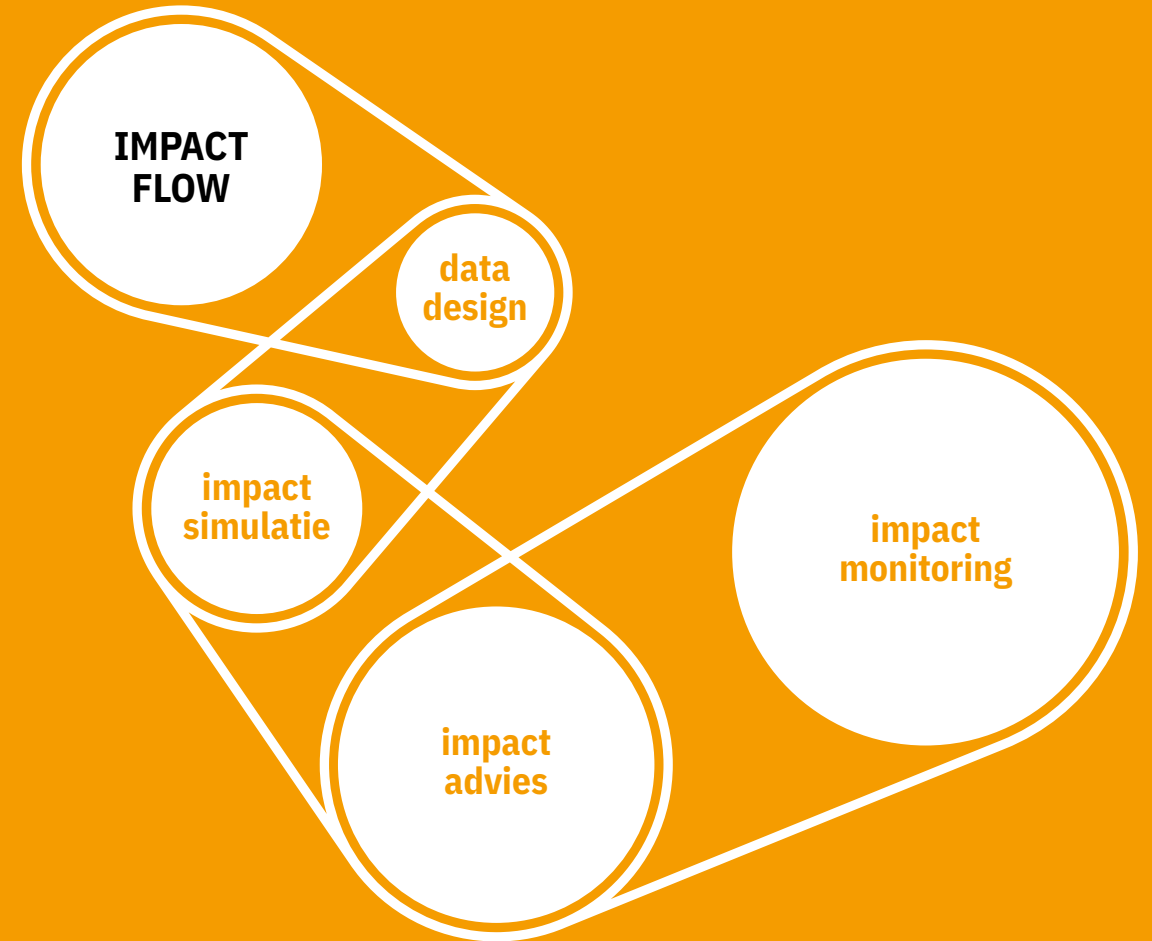 IMPACT
FLOW
data
design
impact
simulatie
impact
monitoring
impact
advies